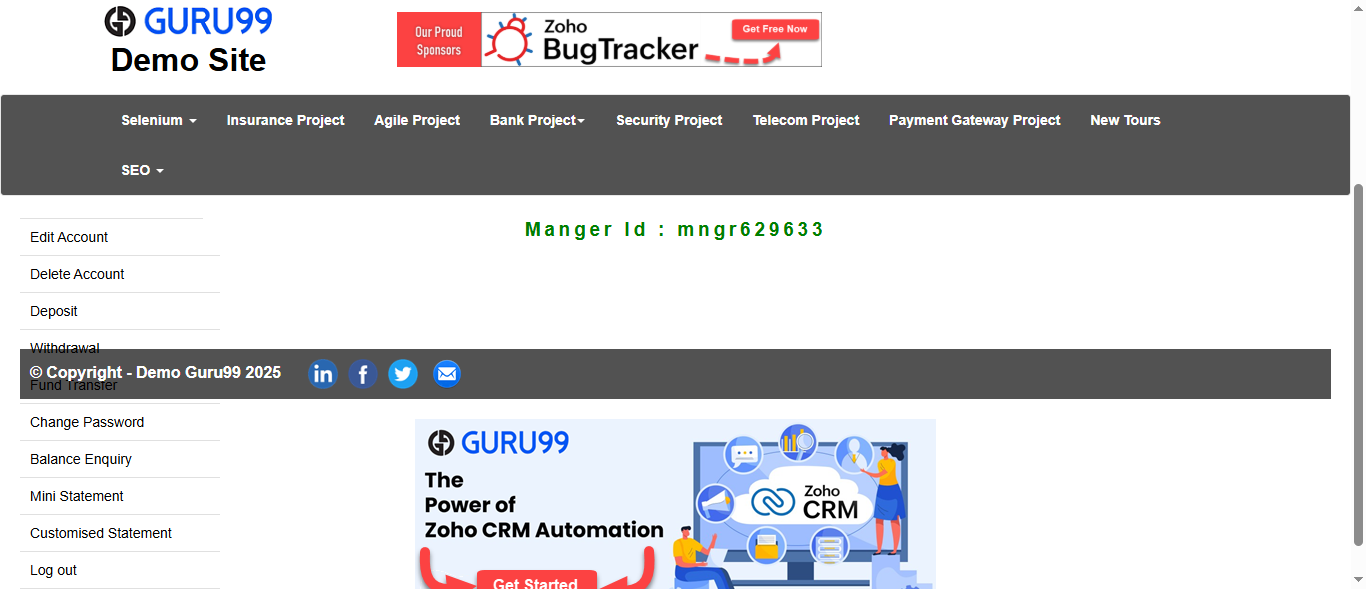 GURU99
Demo Site
Our Proud
Sponsors
Zoho
BugTracker
Get Free Now
Selenium
Insurance Project
Agile Project
Bank Project
Security Project
Telecom Project
Payment Gateway Project
New Tours
SEO
Manger Id : mngr629633
Edit Account
Delete Account
Deposit
Withdrawal
© Copyright - Demo Guru99 2025
Fund Transfer
Change Password
Balance Enquiry
Mini Statement
Customised Statement
Log out
GURU99
The
Power of
Zoho CRM Automation
Get Started
Zoho
CRM